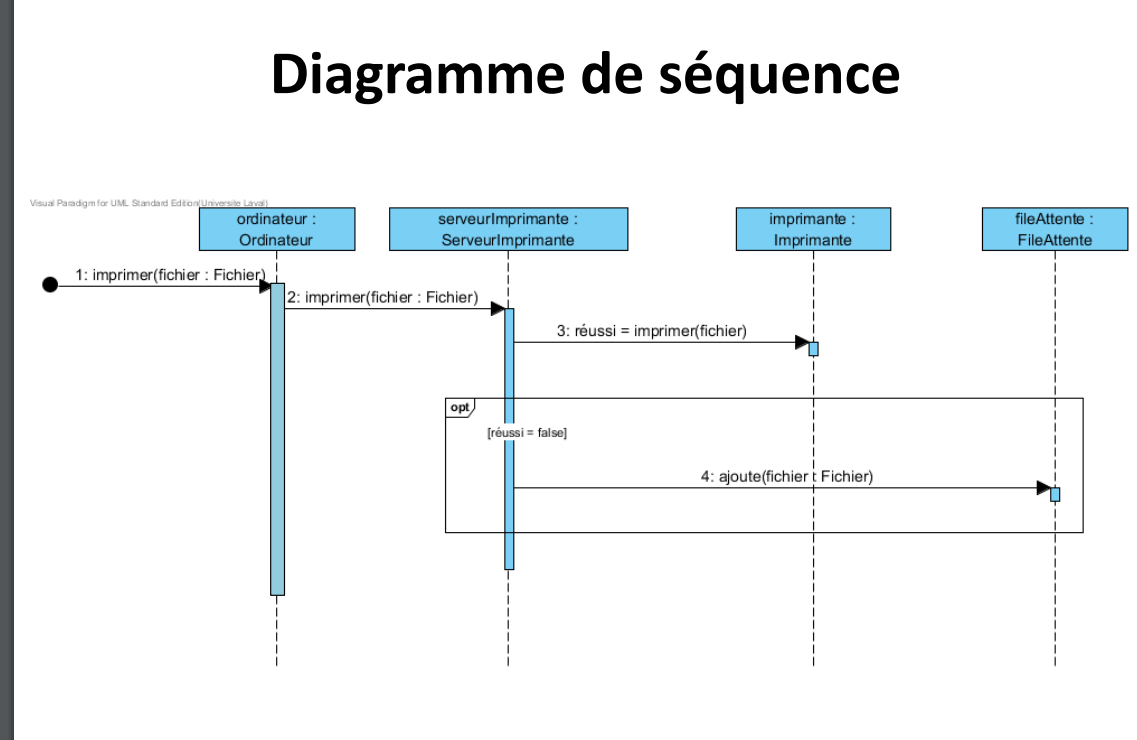 Diagramme de séquence
Visual Paradigm for UML Standard Edition(Universite Laval)
ordinateur :
Ordinateur
serveurImprimante :
ServeurImprimante
imprimante :
Imprimante
fileAttente :
FileAttente
1: imprimer(fichier : Fichier)
2: imprimer(fichier : Fichier)
3: réussi = imprimer(fichier)
opt
[réussi = false]
4: ajoute(fichier : Fichier)